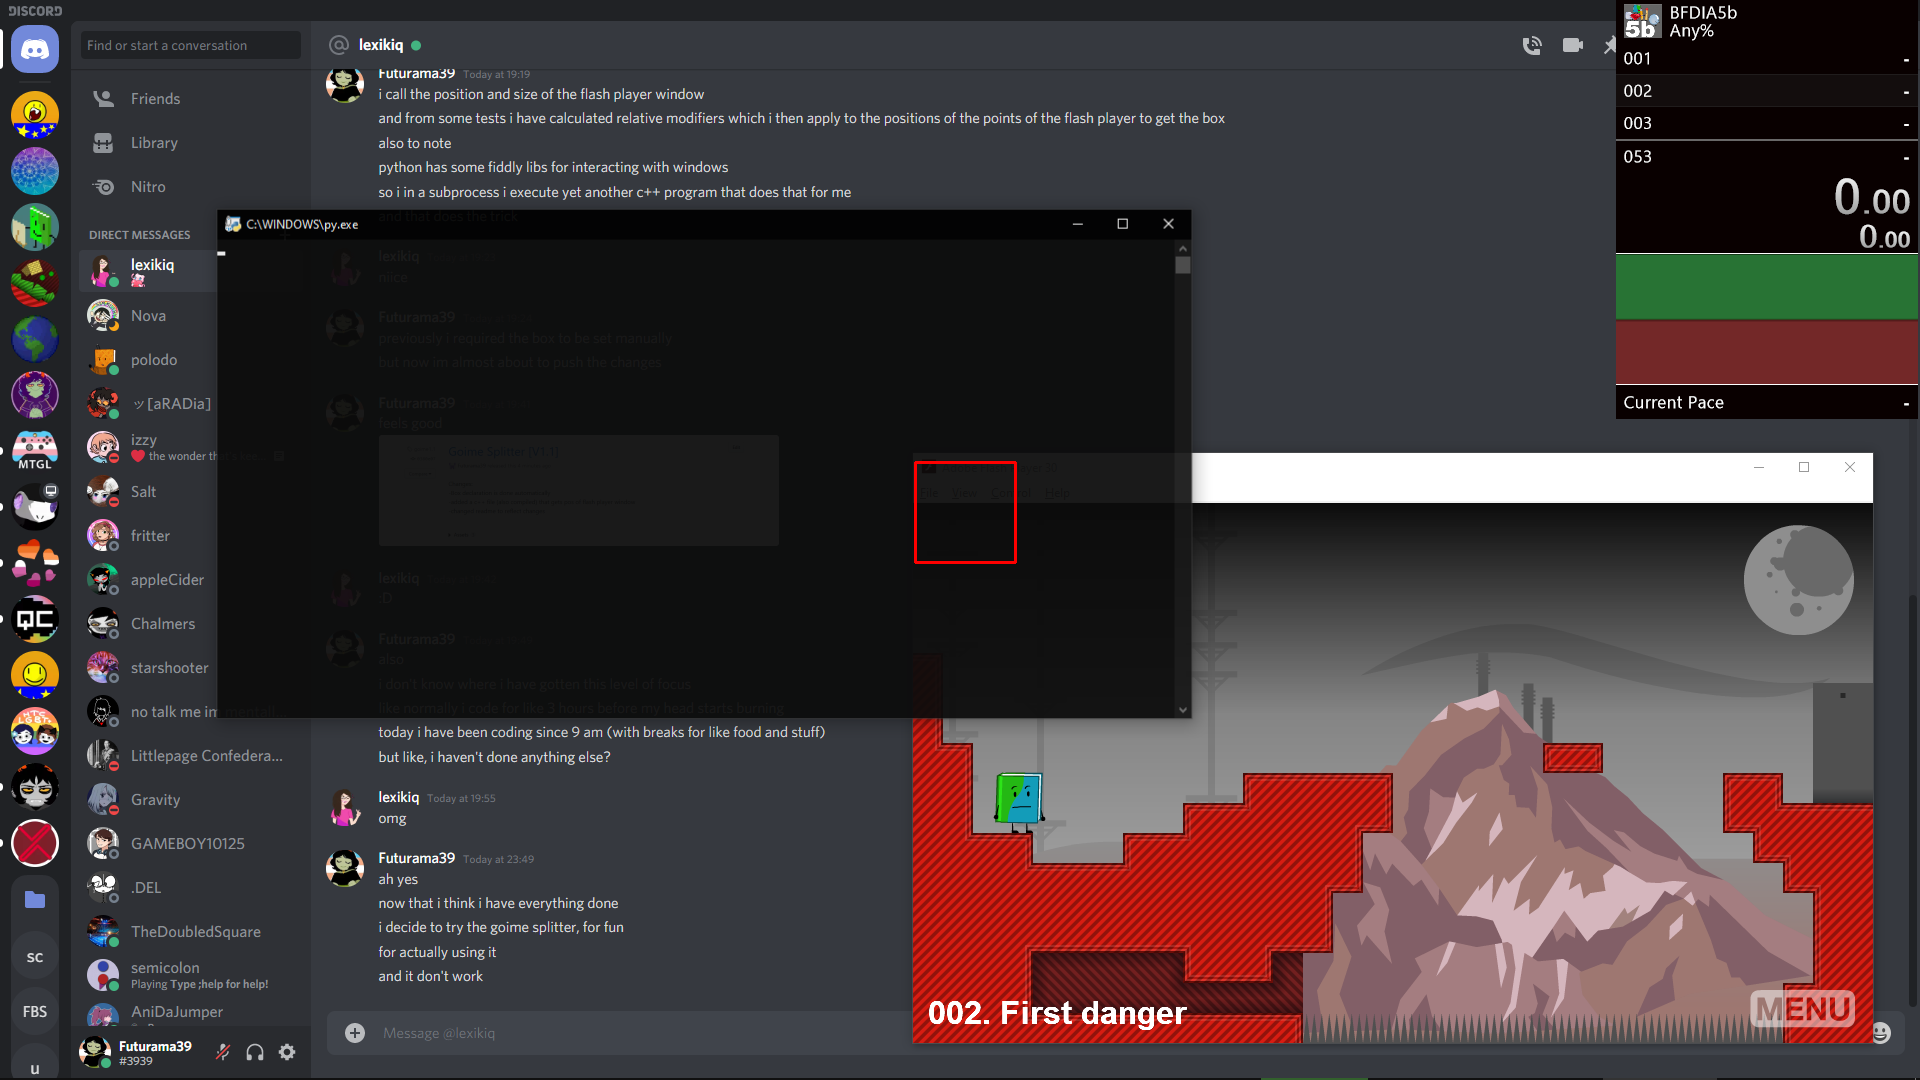 DISCORD
Find or start a conversation
Friends
Library
Nitro
DIRECT MESSAGES
lexikiq
Nova
polodo
ッ[aRADia]
izzy
the wonder th
Salt
fritter
appleCider
Chalmers
starshooter
no talk me im mentally
Littlepage Confedera...
Gravity
GAMEBOY10125
.DEL
TheDoubledSquare
semicolon
Playing Type ;help for help!
AniDaJumper
Futurama39
#3939
MTGL
QC
SC
FBS
u
lexikiq
Futurama39 Today at 19:19
i call the position and size of the flash player window
and from some tests i have calculated relative modifiers which i then apply to the positions of the points of the flash player to get the box
also to note
python has some fiddly libs for interacting with windows
so i in a subprocess i execute yet another c++ program that does that for me
and that does the trick
C:\WINDOWS\py.exe
lexikiq
niice
Futurama39
previously i required the box to be set manually
but now im almost about to push the changes
Futurama39
feels good
Goime Splitter (V1.1)
lexikiq
:D
Futurama39
also
i don't know where i have gotten this level of focus
like normally i code for like 3 hours before my head starts burning
today i have been coding since 9 am (with breaks for like food and stuff)
but like, i haven't done anything else?
lexikiq Today at 19:55
omg
Futurama39 Today at 23:49
ah yes
now that i think i have everything done
i decide to try the goime splitter, for fun
for actually using it
and it don't work
Message @lexikiq
5b
BFDIA5b
Any%
001 -
002 -
003 -
053 -
0.00
0.00
Current Pace -
File View Control Help
002. First danger
MENU